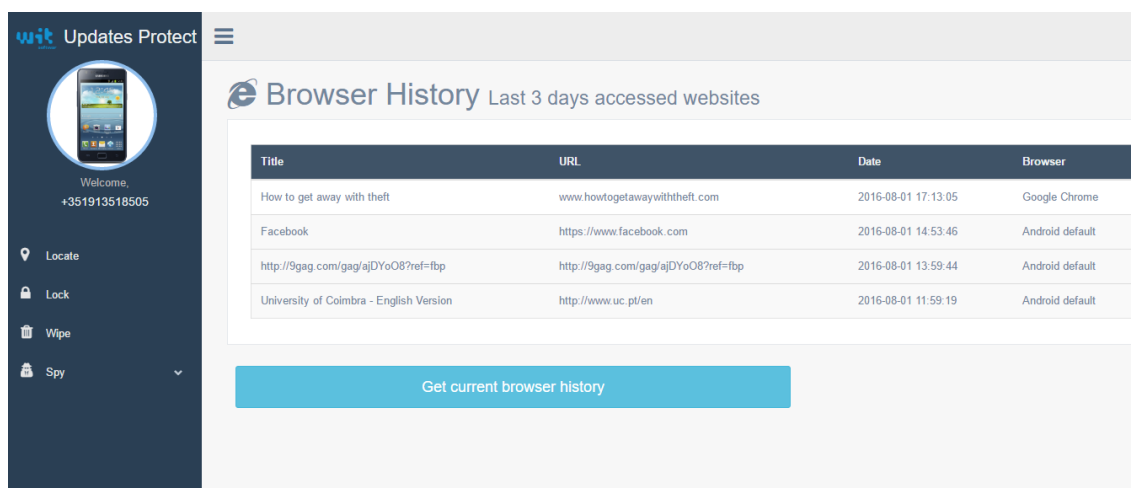 wit Updates Protect
software
Browser History Last 3 days accessed websites
Welcome,
+351913518505
Locate
Lock
Wipe
Spy
Title URL Date Browser
How to get away with theft www.howtogetawaywiththeft.com 2016-08-01 17:13:05 Google Chrome
Facebook https://www.facebook.com 2016-08-01 14:53:46 Android default
http://9gag.com/gag/ajDYoO8?ref=fbp http://9gag.com/gag/ajDYoO8?ref=fbp 2016-08-01 13:59:44 Android default
University of Coimbra - English Version http://www.uc.pt/en 2016-08-01 11:59:19 Android default
Get current browser history